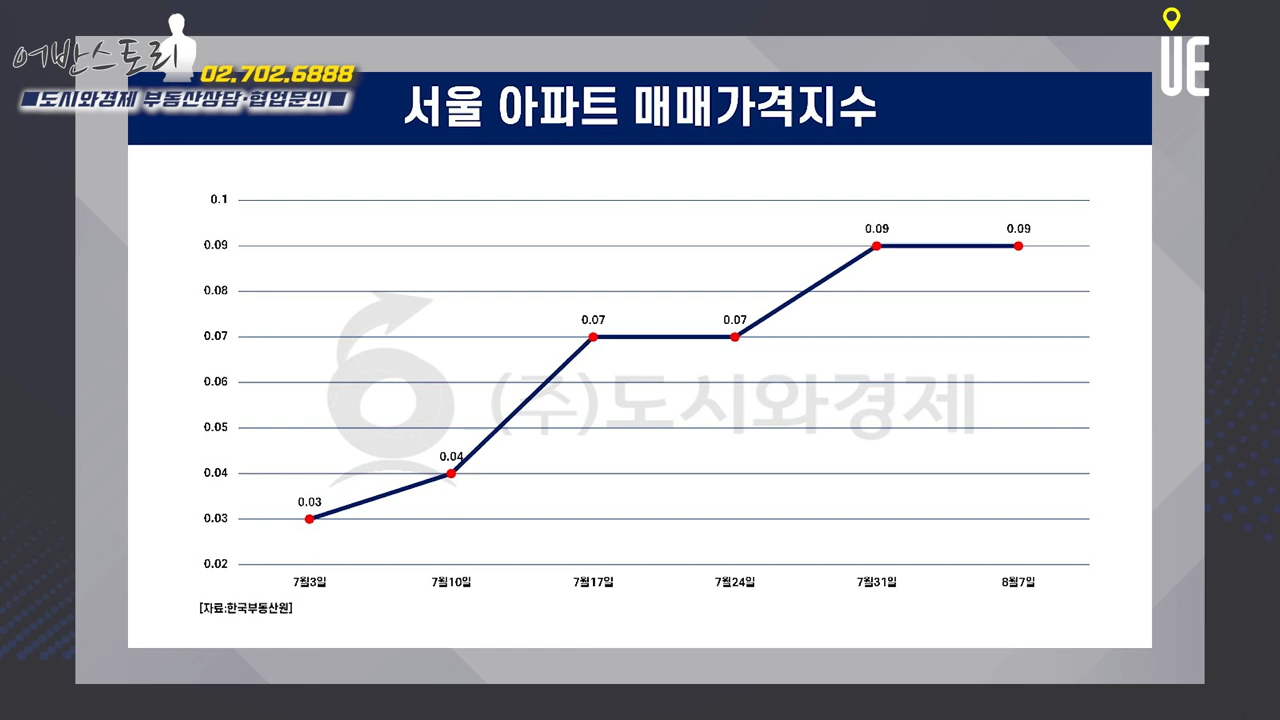 어반스토리
02.702.6888
■도시와경제 부동산상담·협업문의■
UE
서울 아파트 매매가격지수
0.1
0.09
0.08
0.07
0.06
0.05
0.04
0.03
0.02
0.03
0.04
0.07
0.07
0.09
0.09
(주)도시와경제
7월3일 7월10일 7월17일 7월24일 7월31일 8월7일
[자료:한국부동산원]